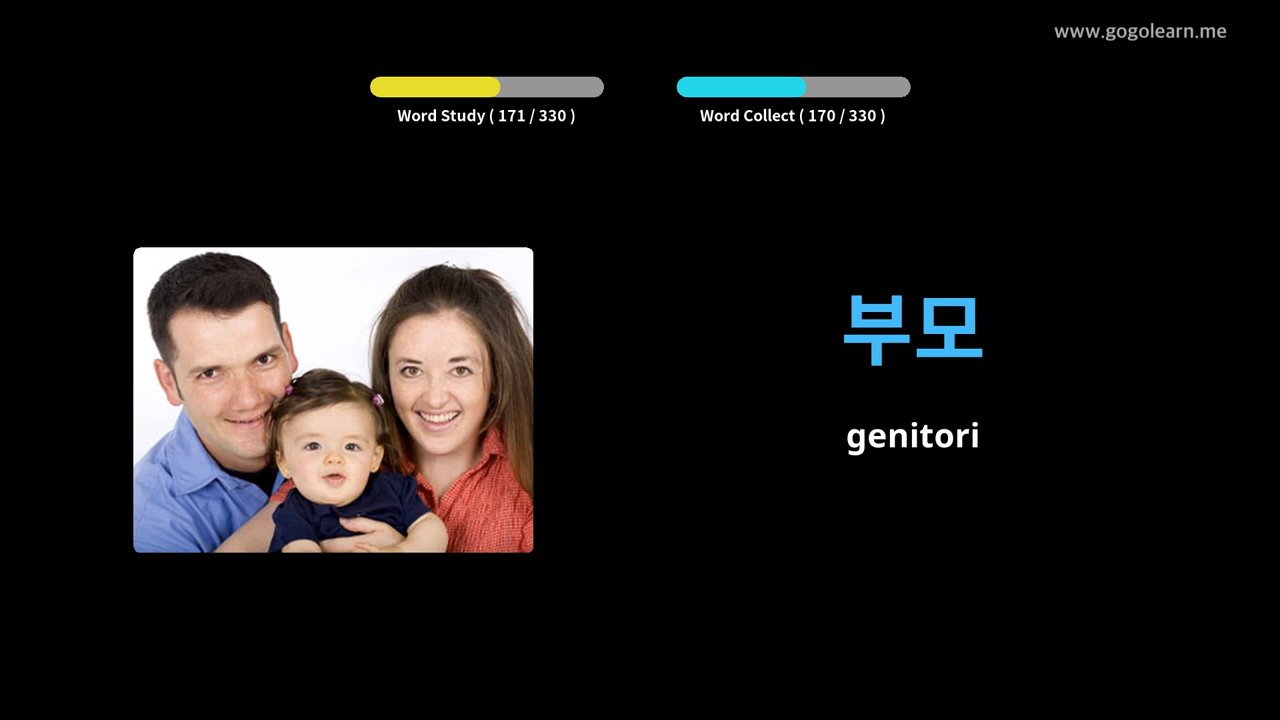 www.gogolearn.me
Word Study ( 171 / 330 )
Word Collect ( 170 / 330 )
부모
genitori